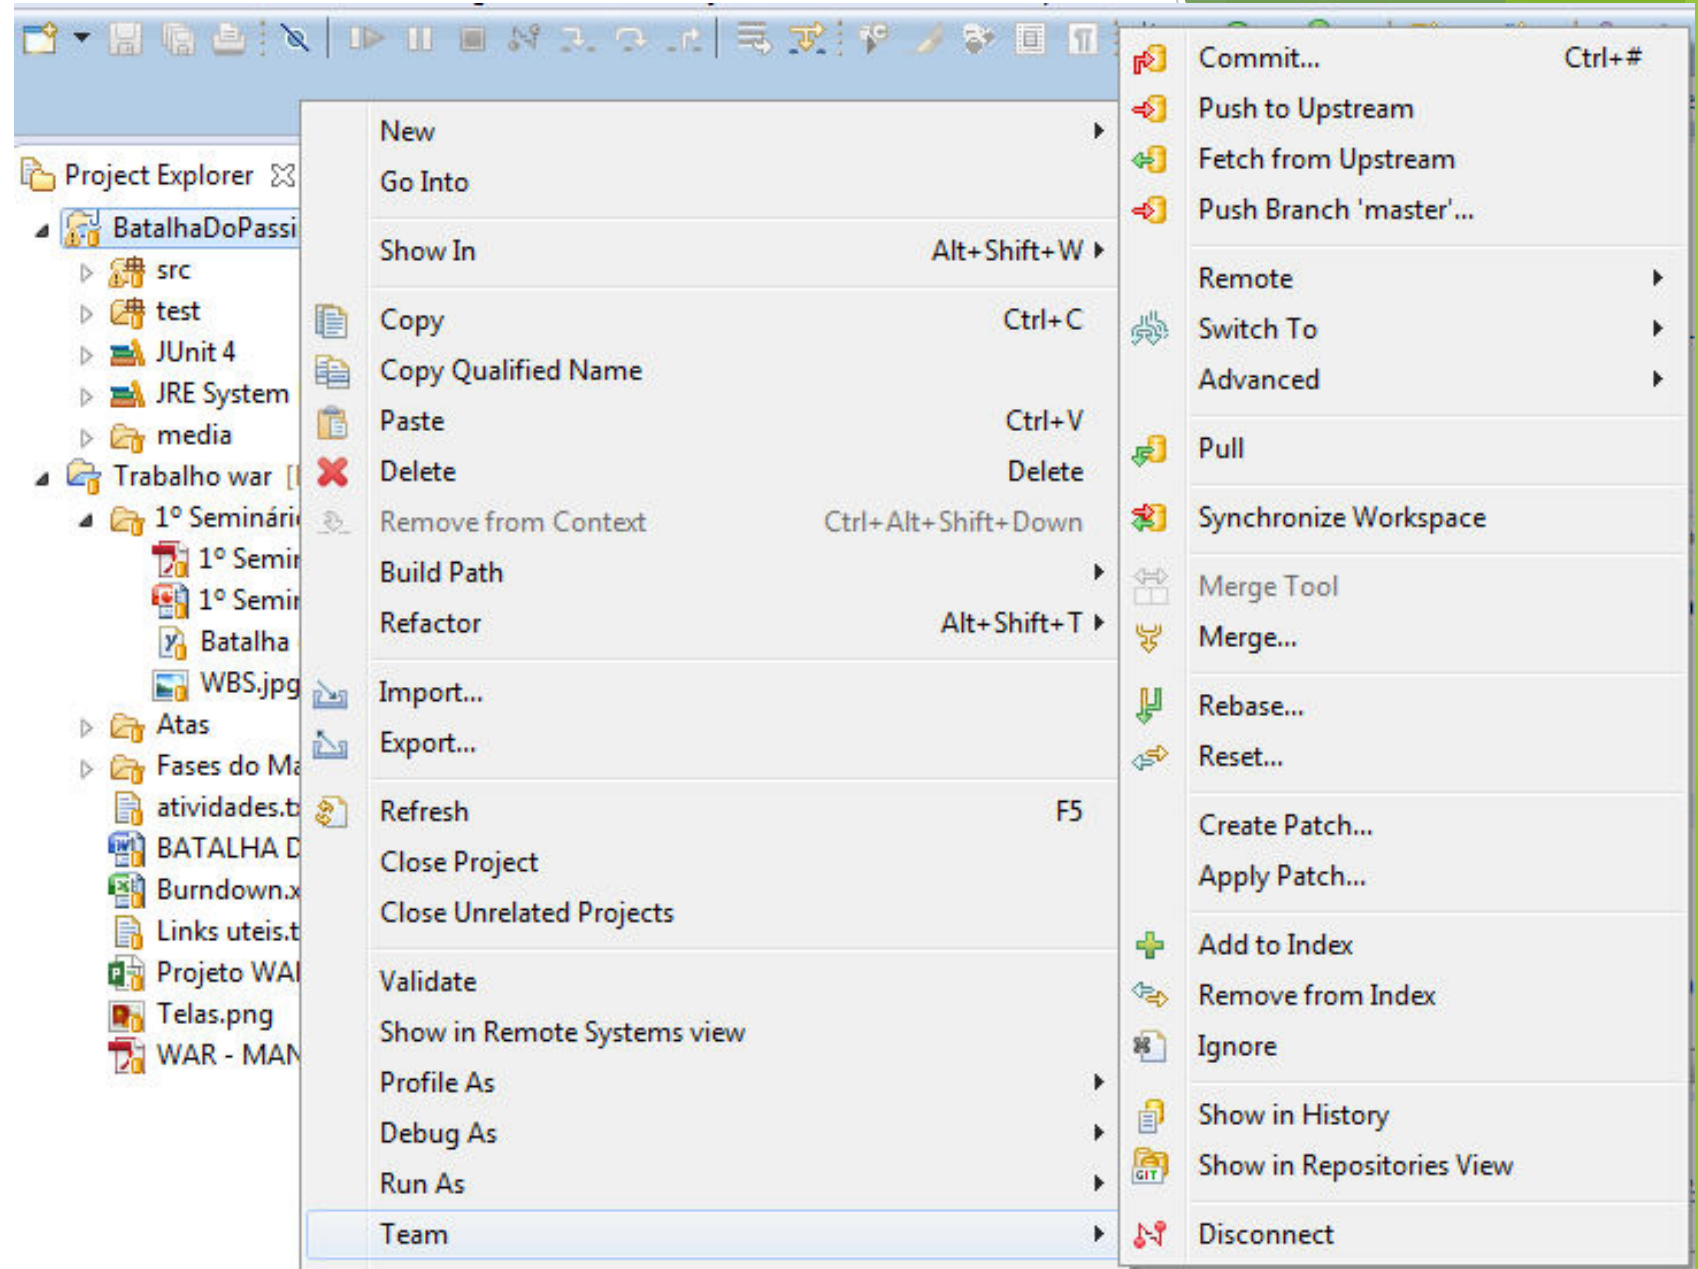 Project Explorer
BatalhaDoPassi
src
test
JUnit 4
JRE System
media
Trabalho war [
1º Seminári
1º Semin
1º Semin
Batalha
WBS.jpg
Atas
Fases do Ma
atividades.t
BATALHA D
Burndown.x
Links uteis.t
Projeto WAI
Telas.png
WAR - MAN
New
Go Into
Show In Alt+Shift+W
Copy Ctrl+C
Copy Qualified Name
Paste Ctrl+V
Delete Delete
Remove from Context Ctrl+Alt+Shift+Down
Build Path
Refactor Alt+Shift+T
Import...
Export...
Refresh F5
Close Project
Close Unrelated Projects
Validate
Show in Remote Systems view
Profile As
Debug As
Run As
Team
Commit... Ctrl+#
Push to Upstream
Fetch from Upstream
Push Branch 'master'...
Remote
Switch To
Advanced
Pull
Synchronize Workspace
Merge Tool
Merge...
Rebase...
Reset...
Create Patch...
Apply Patch...
Add to Index
Remove from Index
Ignore
Show in History
GIT Show in Repositories View
Disconnect